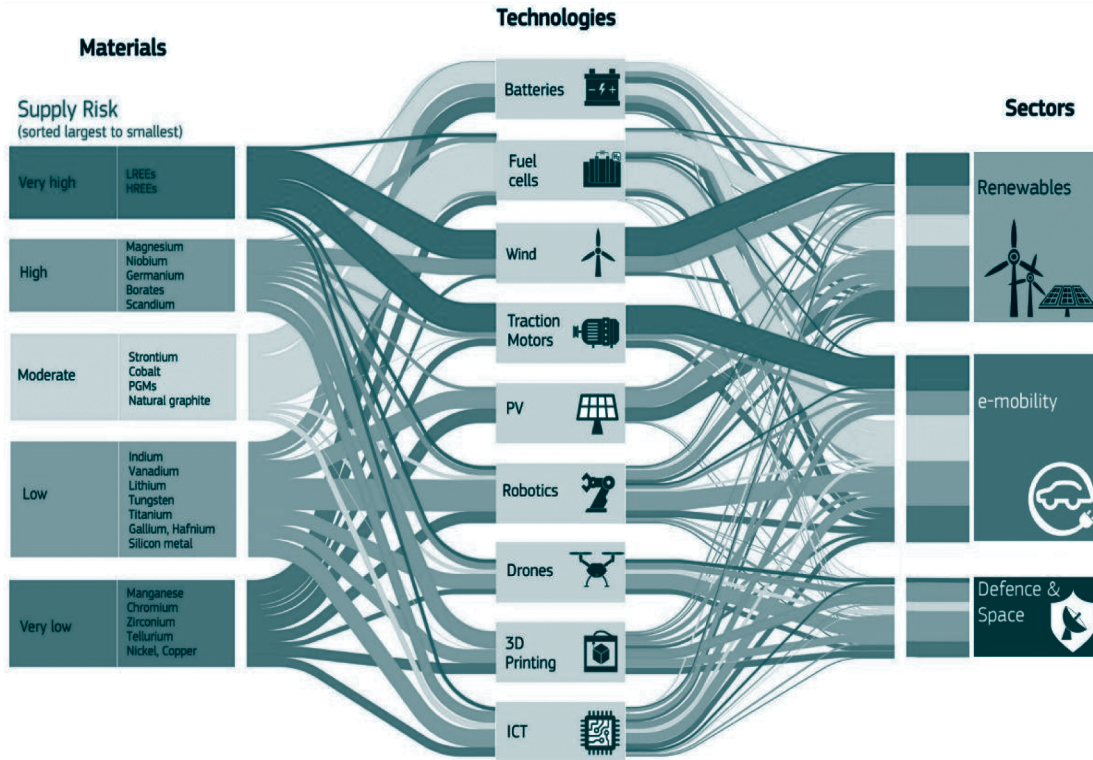 Technologies
Materials
Sectors
Supply Risk
(sorted largest to smallest)
Very high
LREEs
HREEs
High
Magnesium
Niobium
Germanium
Borates
Scandium
Moderate
Strontium
Cobalt
PGMs
Natural graphite
Low
Indium
Vanadium
Lithium
Tungsten
Titanium
Gallium, Hafnium
Silicon metal
Very low
Manganese
Chromium
Zirconium
Tellurium
Nickel, Copper
Batteries
Fuel
cells
Wind
Traction
Motors
PV
Robotics
Drones
3D
Printing
ICT
Renewables
e-mobility
Defence &
Space